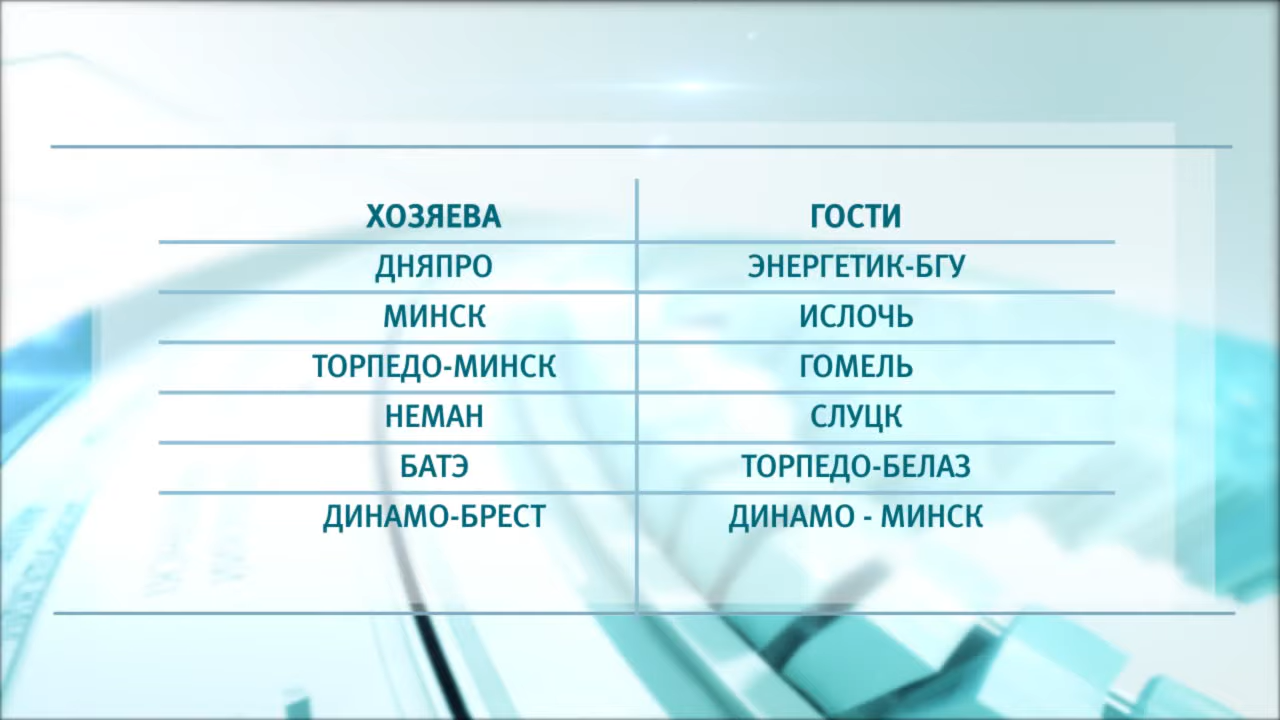 ХОЗЯЕВА ГОСТИ
ДНЯПРО ЭНЕРГЕТИК-БГУ
МИНСК ИСЛОЧЬ
ТОРПЕДО-МИНСК ГОМЕЛЬ
НЕМАН СЛУЦК
БАТЭ ТОРПЕДО-БЕЛАЗ
ДИНАМО-БРЕСТ ДИНАМО - МИНСК